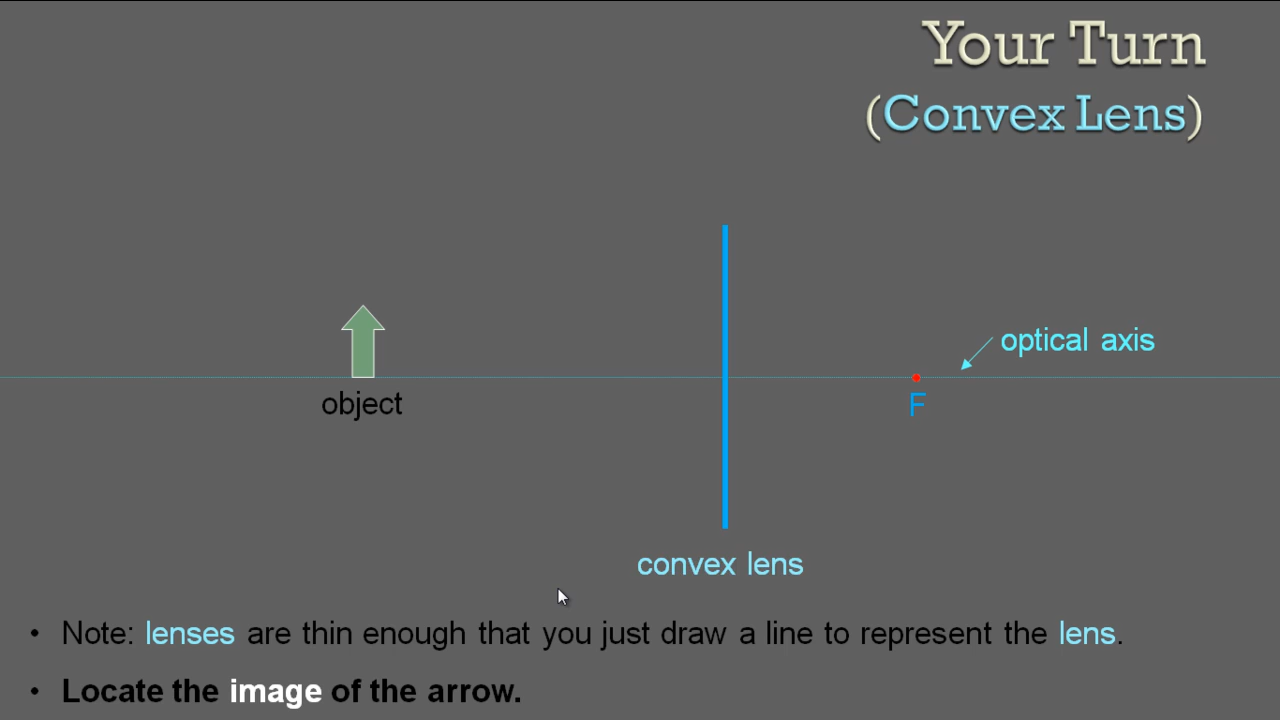 Your Turn
(Convex Lens)
optical axis
object
F
convex lens
• Note: lenses are thin enough that you just draw a line to represent the lens.
• Locate the image of the arrow.